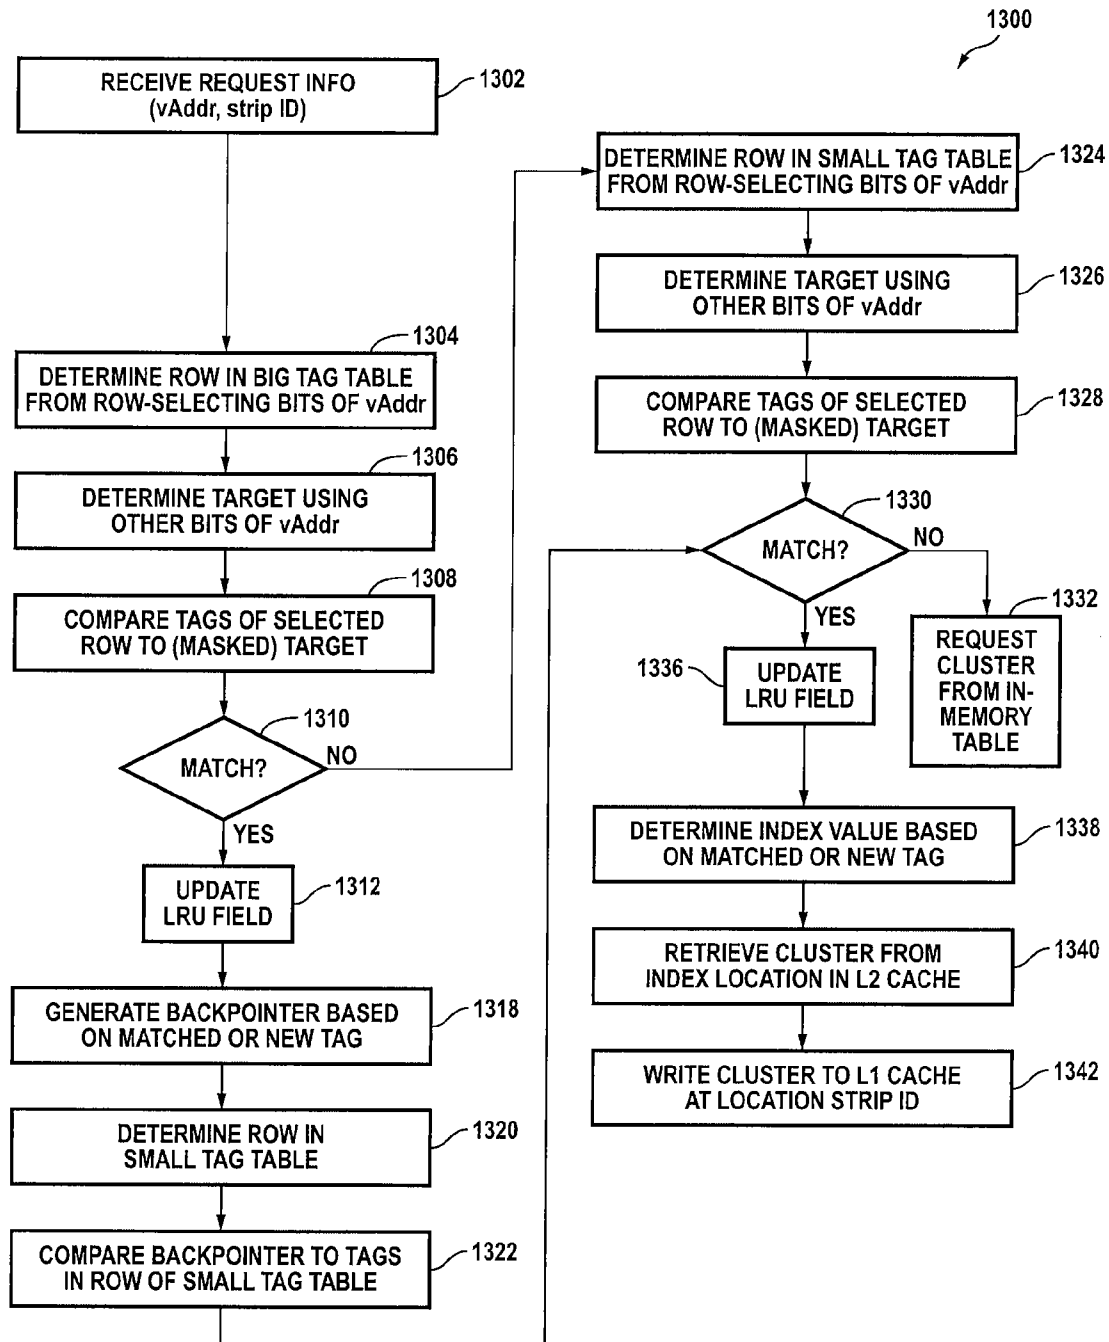 1300
RECEIVE REQUEST INFO
(vAddr, strip ID)
1302
1304
DETERMINE ROW IN BIG TAG TABLE
FROM ROW-SELECTING BITS OF vAddr
1306
DETERMINE TARGET USING
OTHER BITS OF vAddr
1308
COMPARE TAGS OF SELECTED
ROW TO (MASKED) TARGET
1310
MATCH?
NO
YES
UPDATE
LRU FIELD
1312
GENERATE BACKPOINTER BASED
ON MATCHED OR NEW TAG
1318
DETERMINE ROW IN
SMALL TAG TABLE
1320
COMPARE BACKPOINTER TO TAGS
IN ROW OF SMALL TAG TABLE
1322
DETERMINE ROW IN SMALL TAG TABLE
FROM ROW-SELECTING BITS OF vAddr
1324
DETERMINE TARGET USING
OTHER BITS OF vAddr
1326
COMPARE TAGS OF SELECTED
ROW TO (MASKED) TARGET
1328
1330
MATCH?
NO
YES
1332
REQUEST
CLUSTER
FROM IN-
MEMORY
TABLE
1336
UPDATE
LRU FIELD
DETERMINE INDEX VALUE BASED
ON MATCHED OR NEW TAG
1338
RETRIEVE CLUSTER FROM
INDEX LOCATION IN L2 CACHE
1340
WRITE CLUSTER TO L1 CACHE
AT LOCATION STRIP ID
1342